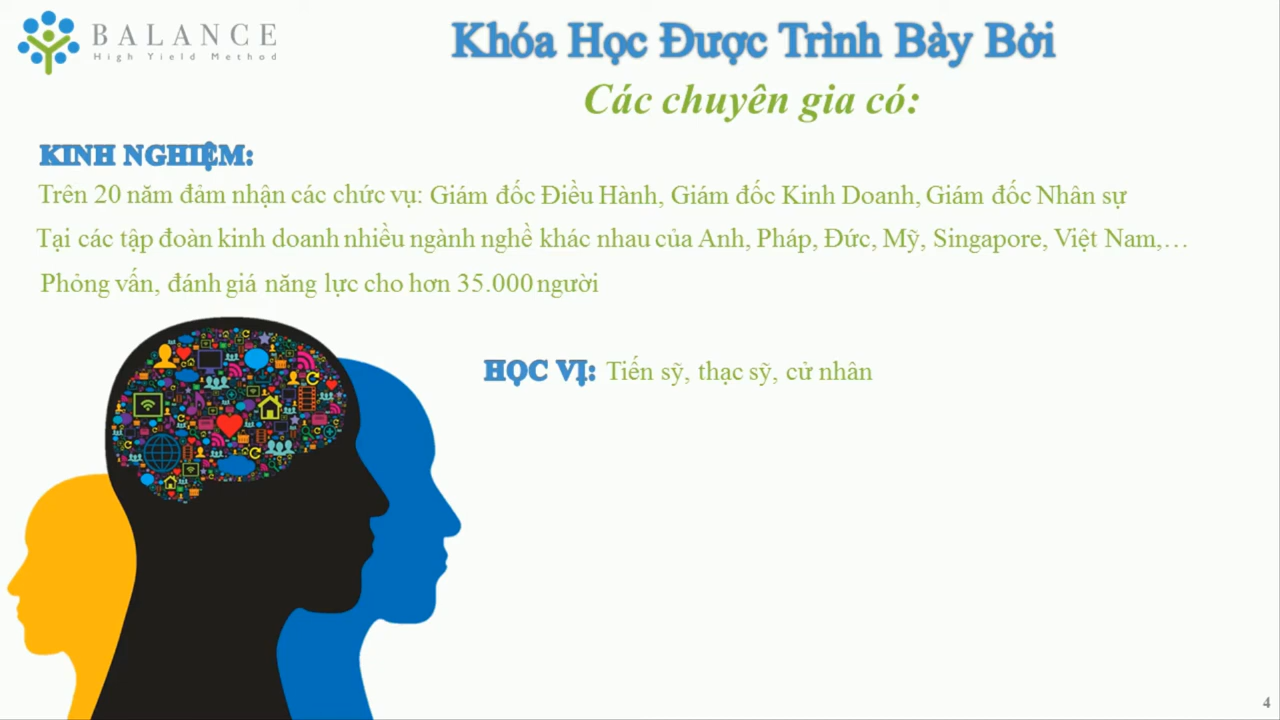 BALANCE
High Yield Method
Khóa Học Được Trình Bày Bởi
Các chuyên gia có:
KINH NGHIỆM:
Trên 20 năm đảm nhận các chức vụ: Giám đốc Điều Hành, Giám đốc Kinh Doanh, Giám đốc Nhân sự
Tại các tập đoàn kinh doanh nhiều ngành nghề khác nhau của Anh, Pháp, Đức, Mỹ, Singapore, Việt Nam,…
Phỏng vấn, đánh giá năng lực cho hơn 35.000 người
HỌC VỊ: Tiến sỹ, thạc sỹ, cử nhân
4